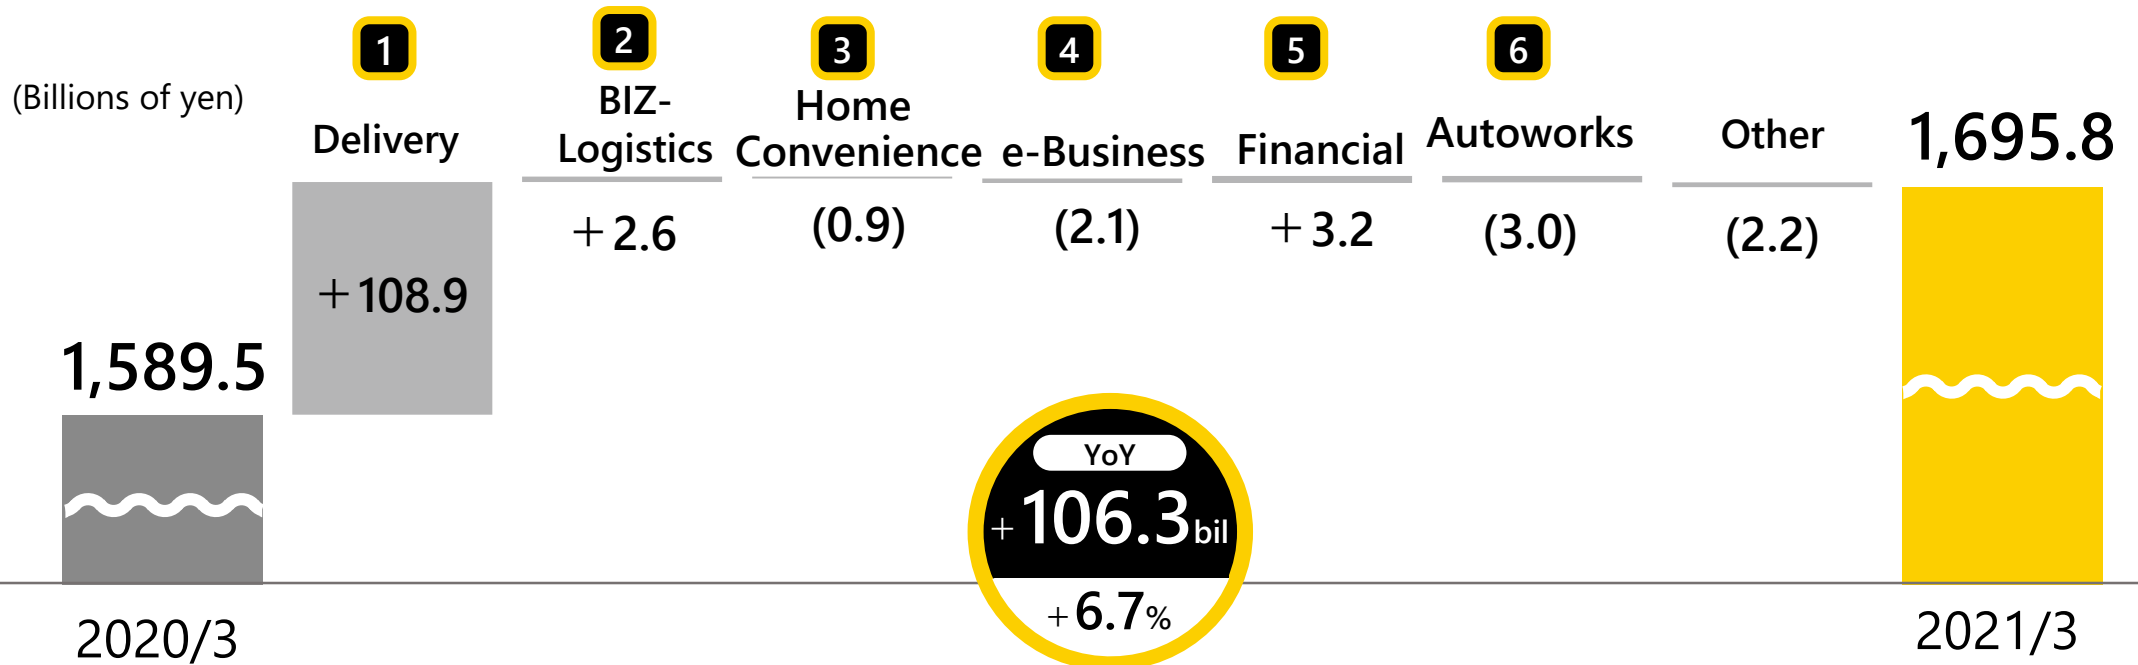 (Billions of yen)
1
Delivery
+108.9
2
BIZ-
Logistics
+2.6
3
Home
Convenience
(0.9)
4
e-Business
(2.1)
5
Financial
+3.2
6
Autoworks
(3.0)
Other
(2.2)
1,695.8
1,589.5
YoY
+106.3bil
+6.7%
2020/3
2021/3